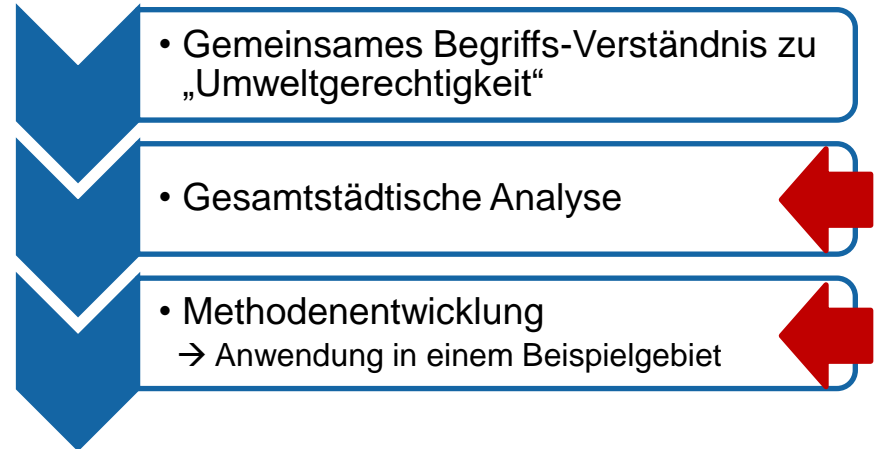 • Gemeinsames Begriffs-Verständnis zu
„Umweltgerechtigkeit“
• Gesamtstädtische Analyse
• Methodenentwicklung
→ Anwendung in einem Beispielgebiet